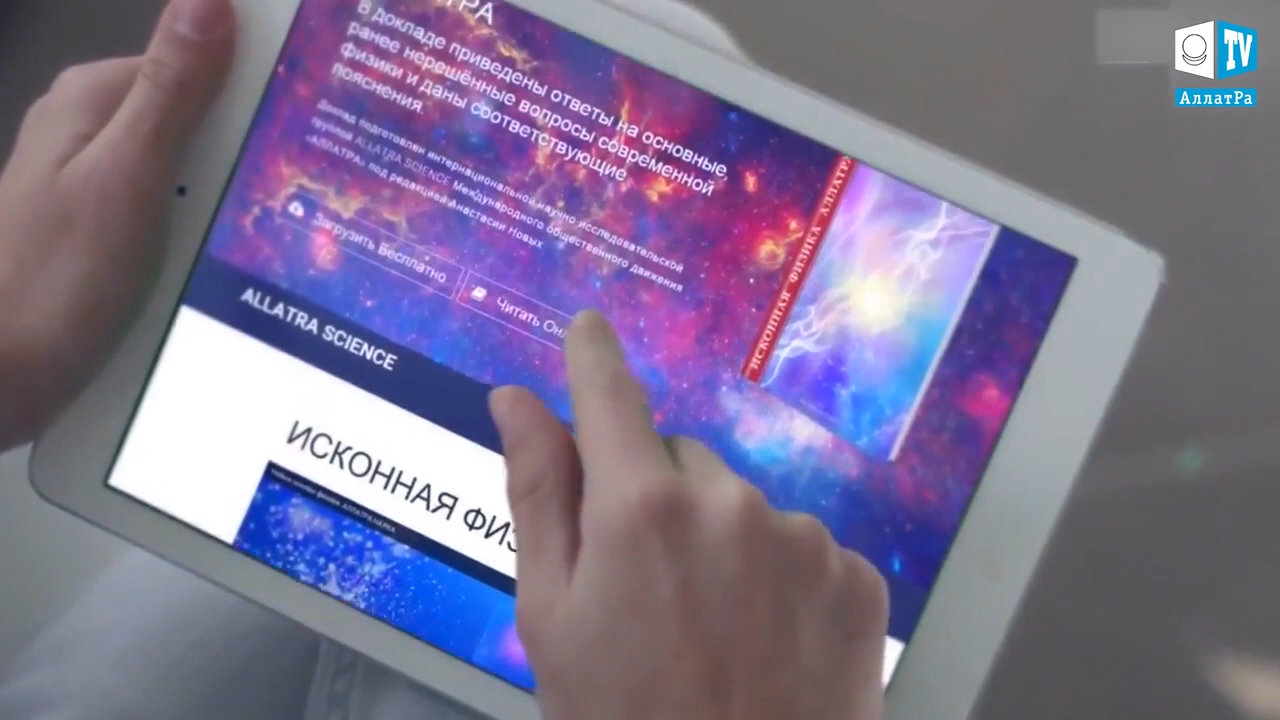 TV
АллатРа
В докладе приведены ответы на основные,
ранее нерешённые вопросы современной
физики и даны соответствующие
пояснения.
Доклад подготовлен интернациональной научно-исследовательской
группой ALLATRA SCIENCE Международного общественного движения
«АЛЛАТРА» под редакцией Анастасии Новых
Загрузить Бесплатно
Читать Он
ИСКОННАЯ ФИЗИКА АЛЛАТРА
ALLATRA SCIENCE
ИСКОННАЯ ФИЗ